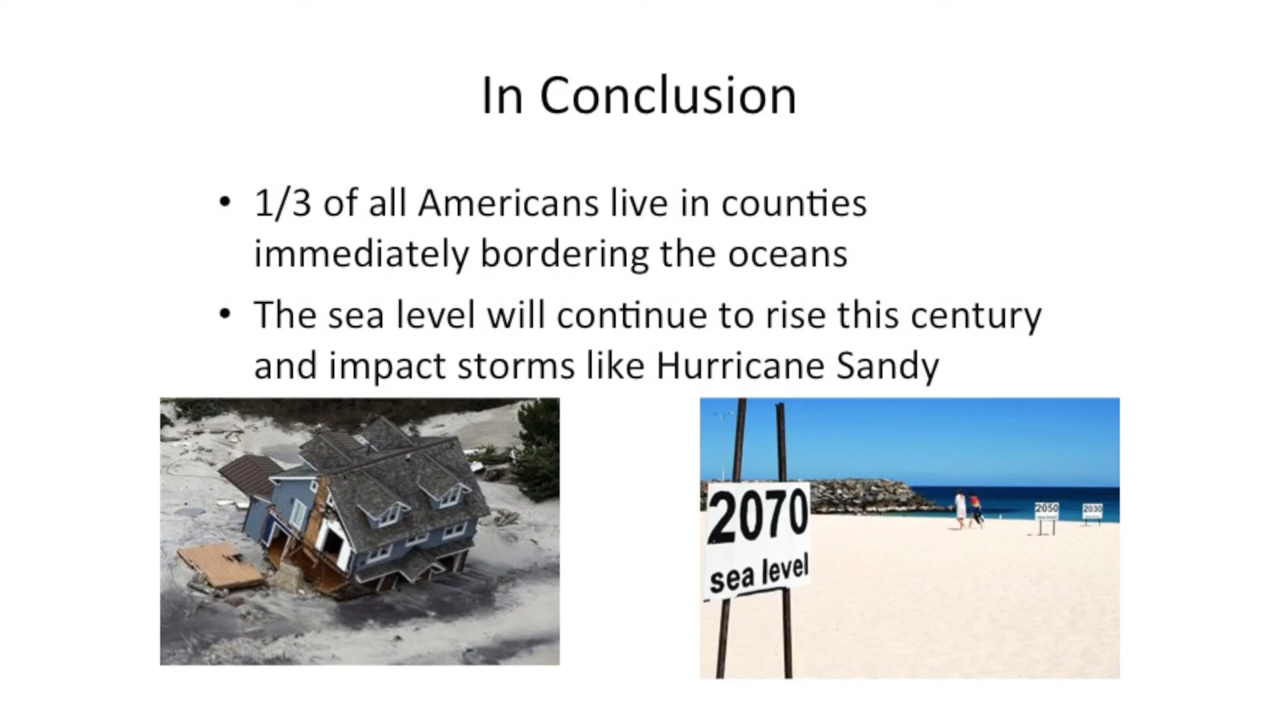 In Conclusion
• 1/3 of all Americans live in counties
immediately bordering the oceans
• The sea level will continue to rise this century
and impact storms like Hurricane Sandy
2070
sea level
2050
2030